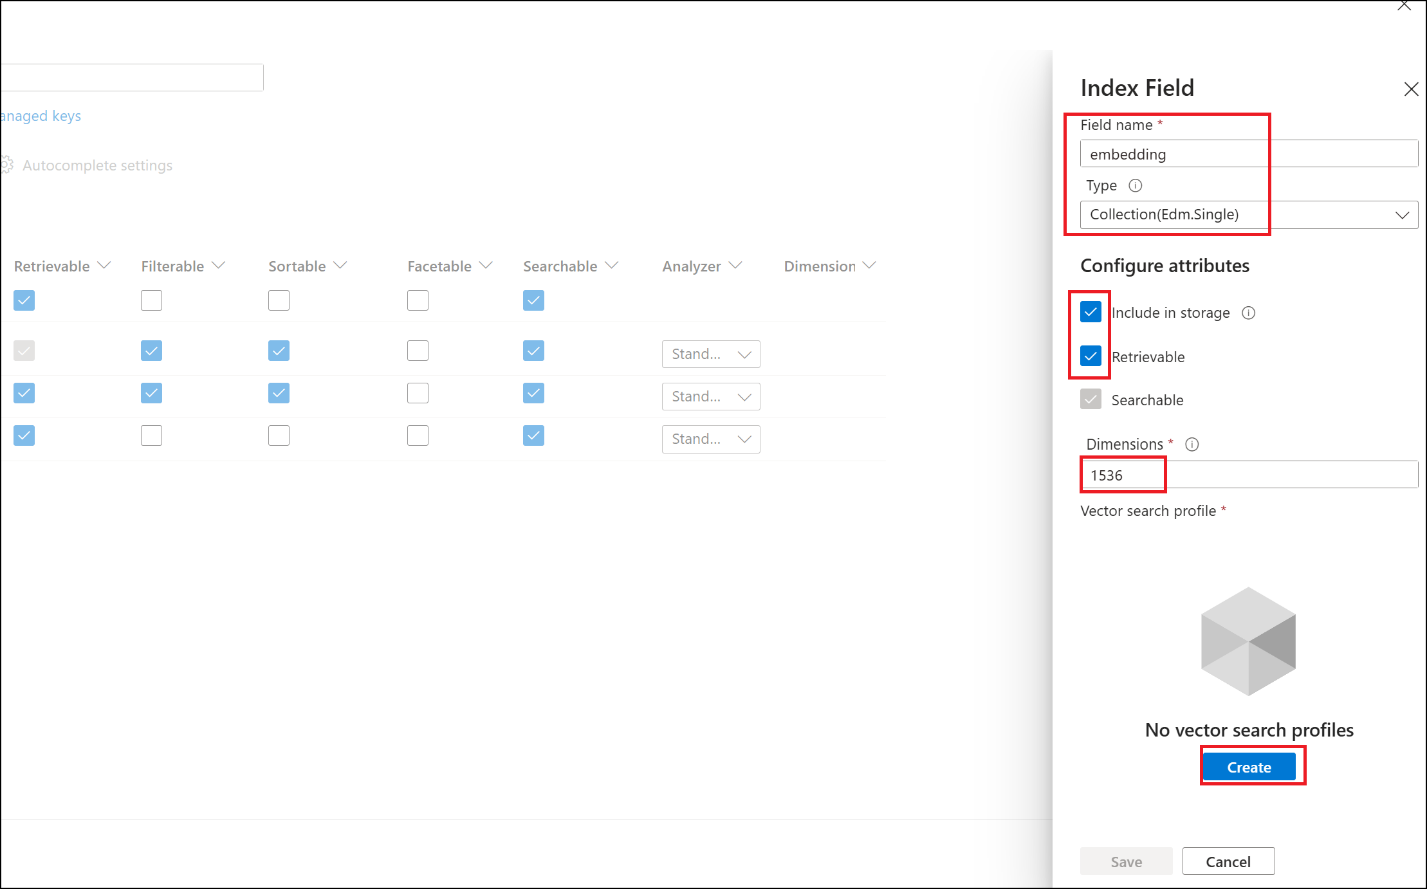 anaged keys
Autocomplete settings
Retrievable Filterable Sortable Facetable Searchable Analyzer Dimension
Stand...
Stand...
Stand...
Index Field
Field name *
embedding
Type
Collection(Edm.Single)
Configure attributes
Include in storage
Retrievable
Searchable
Dimensions *
1536
Vector search profile *
No vector search profiles
Create
Save Cancel